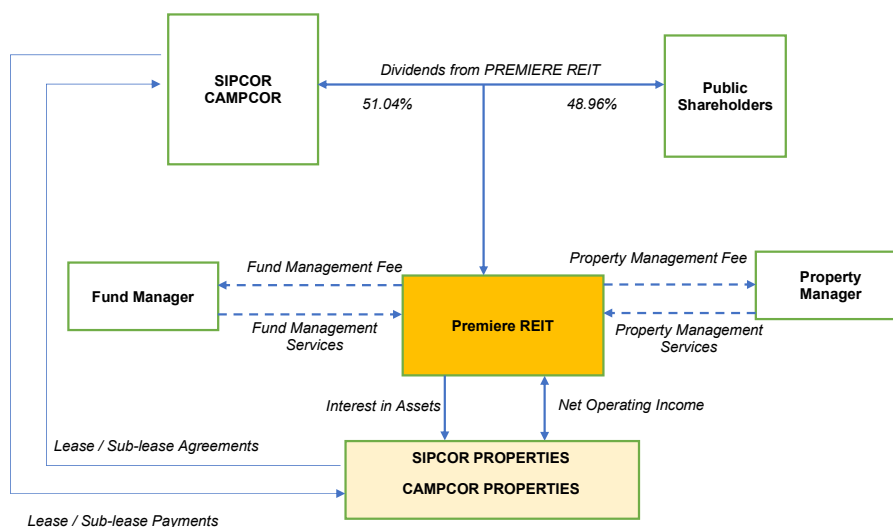 SIPCOR
CAMPCOR
Dividends from PREMIERE REIT
51.04%
48.96%
Public
Shareholders
Fund Manager
Fund Management Fee
Fund Management
Services
Premiere REIT
Property Management Fee
Property Management
Services
Property
Manager
Interest in Assets
Net Operating Income
Lease / Sub-lease Agreements
SIPCOR PROPERTIES
CAMPCOR PROPERTIES
Lease / Sub-lease Payments